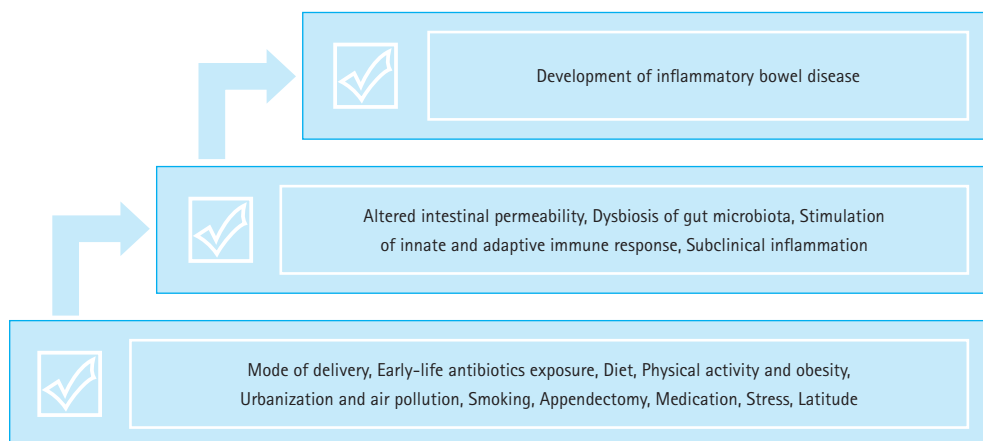 Development of inflammatory bowel disease
Altered intestinal permeability, Dysbiosis of gut microbiota, Stimulation
of innate and adaptive immune response, Subclinical inflammation
Mode of delivery, Early-life antibiotics exposure, Diet, Physical activity and obesity,
Urbanization and air pollution, Smoking, Appendectomy, Medication, Stress, Latitude